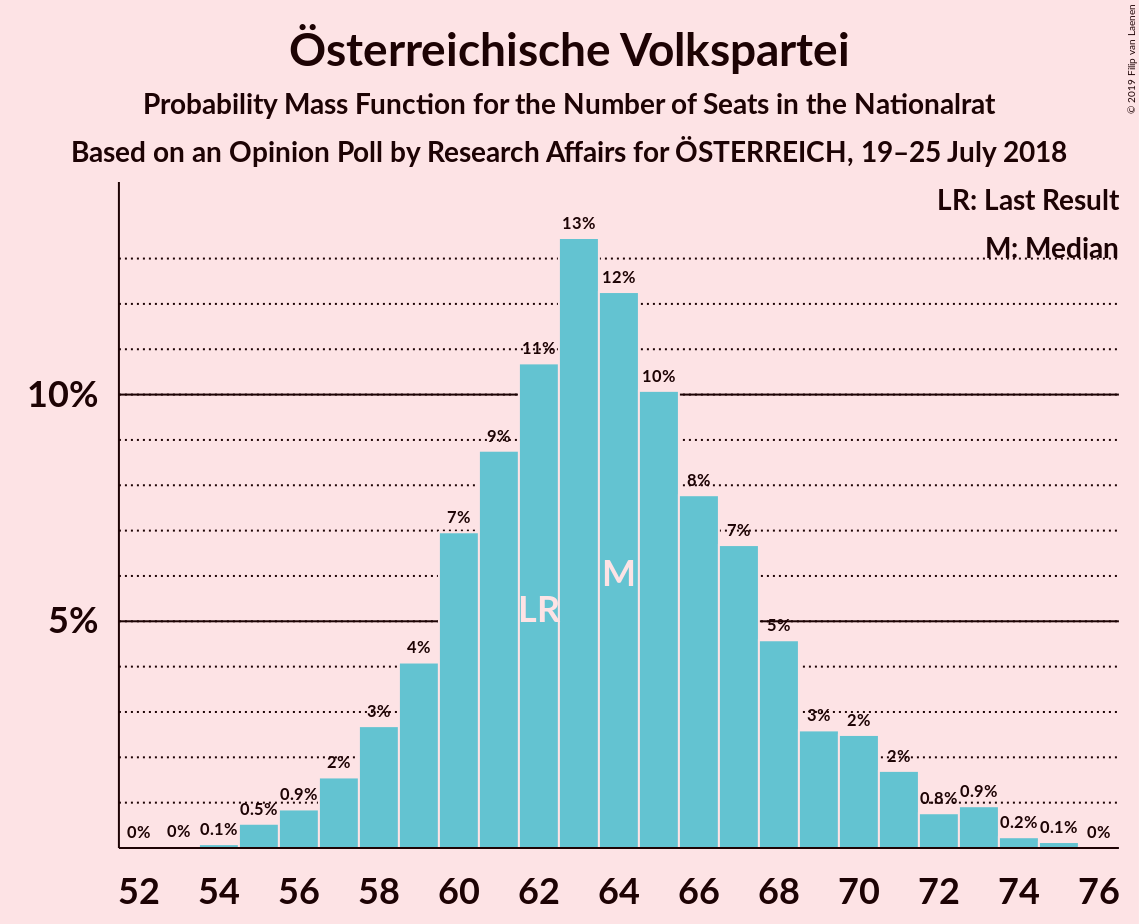 Österreichische Volkspartei
Probability Mass Function for the Number of Seats in the Nationalrat
Based on an Opinion Poll by Research Affairs for ÖSTERREICH, 19–25 July 2018
© 2019 Filip van Laenen
LR: Last Result
M: Median
13%
12%
11%
10%
10%
9%
8%
7%
7%
M
LR
5%
5%
4%
3%
3%
2%
2%
2%
0.9%
0.9%
0.8%
0.5%
0.2%
0% 0% 0.1% 0.1% 0%
52 54 56 58 60 62 64 66 68 70 72 74 76